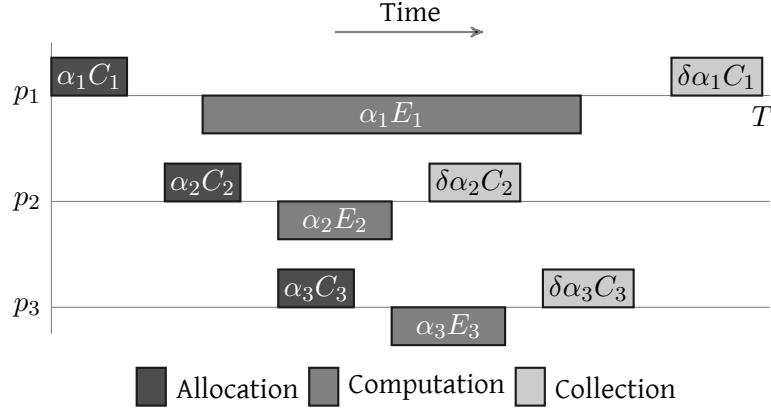 Time
α₁C₁ δα₁C₁
p₁ α₁E₁ T
α₂C₂ δα₂C₂
p₂ α₂E₂
α₃C₃ δα₃C₃
p₃ α₃E₃
Allocation Computation Collection